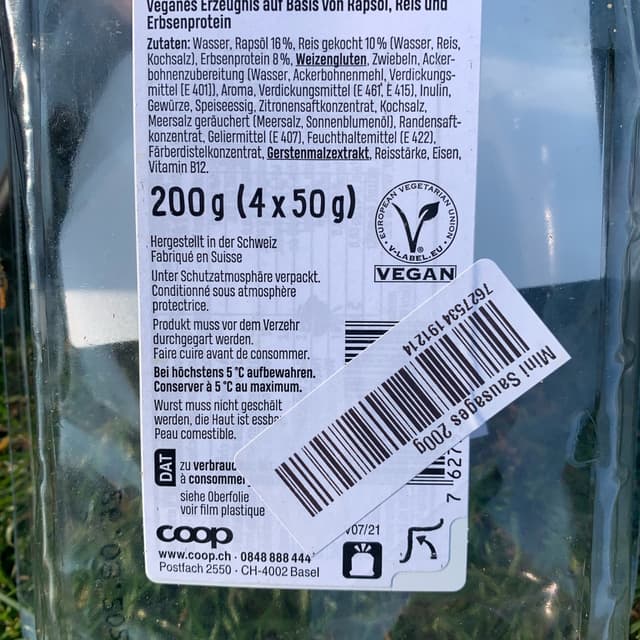 Veganes Erzeugnis auf Basis von Rapsöl, Reis und
Erbsenprotein
Zutaten: Wasser, Rapsöl 16%, Reis gekocht 10% (Wasser, Reis,
Kochsalz), Erbsenprotein 8%, Weizengluten, Zwiebeln, Acker-
bohnenzubereitung (Wasser, Ackerbohnenmehl, Verdickungs-
mittel [E 401]), Aroma, Verdickungsmittel (E 461, E 415), Inulin,
Gewürze, Speiseessig, Zitronensaftkonzentrat, Kochsalz,
Meersalz geräuchert (Meersalz, Sonnenblumenöl), Randensaft-
konzentrat, Geliermittel (E 407), Feuchthaltemittel (E 422),
Färberdistelkonzentrat, Gerstenmalzextrakt, Reisstärke, Eisen,
Vitamin B12.
200 g (4 x 50 g)
EUROPEAN VEGETARIAN UNION
V-LABEL.EU
VEGAN
Hergestellt in der Schweiz
Fabriqué en Suisse
Unter Schutzatmosphäre verpackt.
Conditionné sous atmosphère
protectrice.
Produkt muss vor dem Verzehr
durchgegart werden.
Faire cuire avant de consommer.
Bei höchstens 5 °C aufbewahren.
Conserver à 5 °C au maximum.
Wurst muss nicht geschält
werden, die Haut ist essba
Peau comestible.
7627534 191214
Mini Sausages 200g
7 627
DAT
zu verbrauc
à consommer
siehe Oberfolie
voir film plastique
coop
V07/21
www.coop.ch · 0848 888 444
Postfach 2550 · CH-4002 Basel